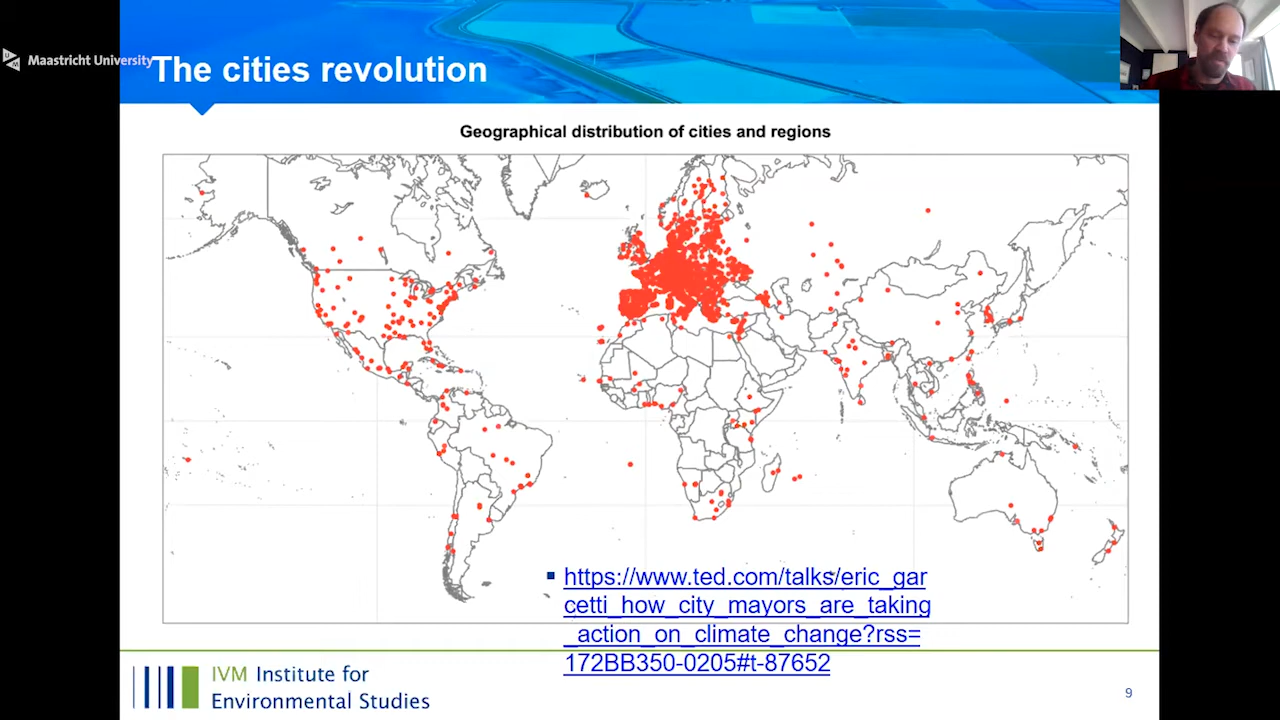 Maastricht University
The cities revolution
Geographical distribution of cities and regions
https://www.ted.com/talks/eric_gar
cetti_how_city_mayors_are_taking
_action_on_climate_change?rss=
172BB350-0205#t-87652
IVM Institute for
Environmental Studies
9